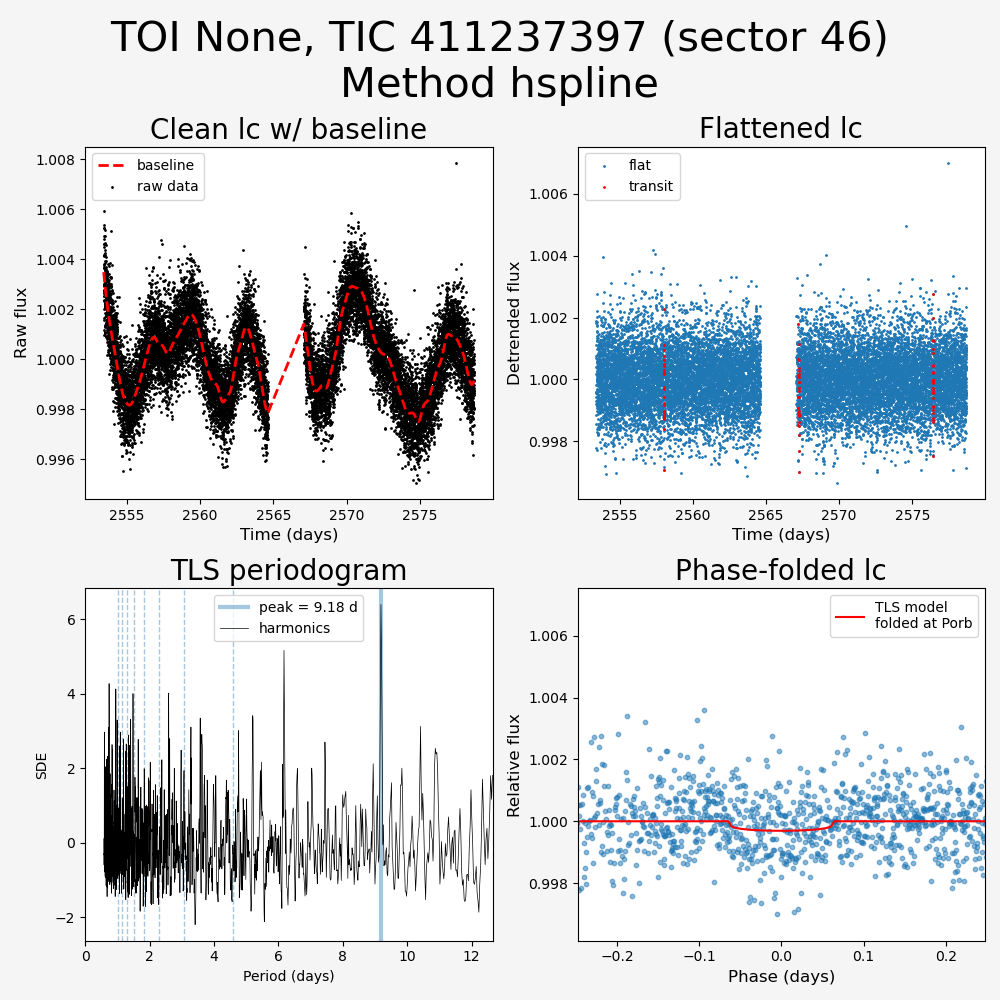 TOI None, TIC 411237397 (sector 46)
Method hspline
Clean lc w/ baseline
baseline
raw data
1.008
1.006
1.004
1.002
1.000
0.998
0.996
Raw flux
2555
2560
2565
2570
2575
Time (days)
Flattened lc
flat
transit
1.006
1.004
1.002
1.000
0.998
Detrended flux
2555
2560
2565
2570
2575
Time (days)
TLS periodogram
peak = 9.18 d
harmonics
6
4
2
0
−2
SDE
0
2
4
6
8
10
12
Period (days)
Phase-folded lc
TLS model
folded at Porb
1.006
1.004
1.002
1.000
0.998
Relative flux
−0.2
−0.1
0.0
0.1
0.2
Phase (days)